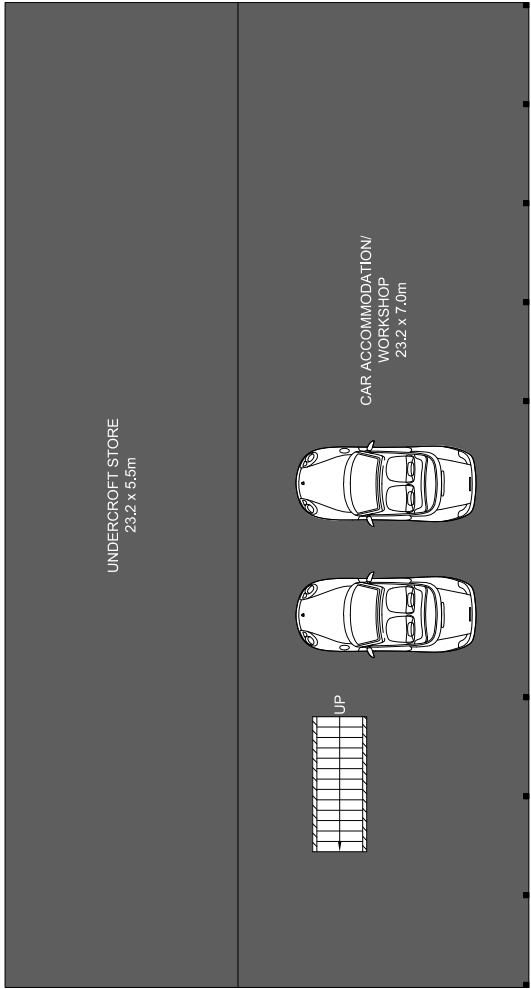 UNDERCROFT STORE
23.2 x 5.5m
CAR ACCOMMODATION/
WORKSHOP
23.2 x 7.0m
UP